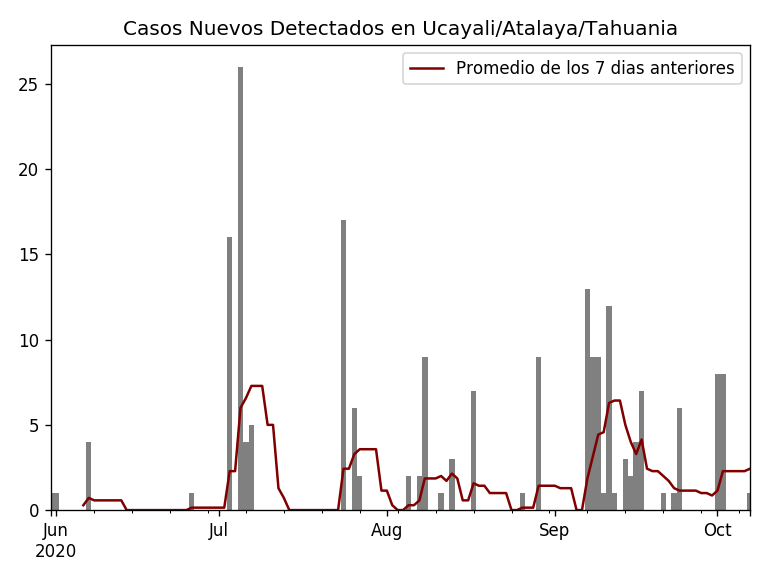 Casos Nuevos Detectados en Ucayali/Atalaya/Tahuania
Promedio de los 7 dias anteriores
25
20
15
10
5
0
Jun Jul Aug Sep Oct
2020